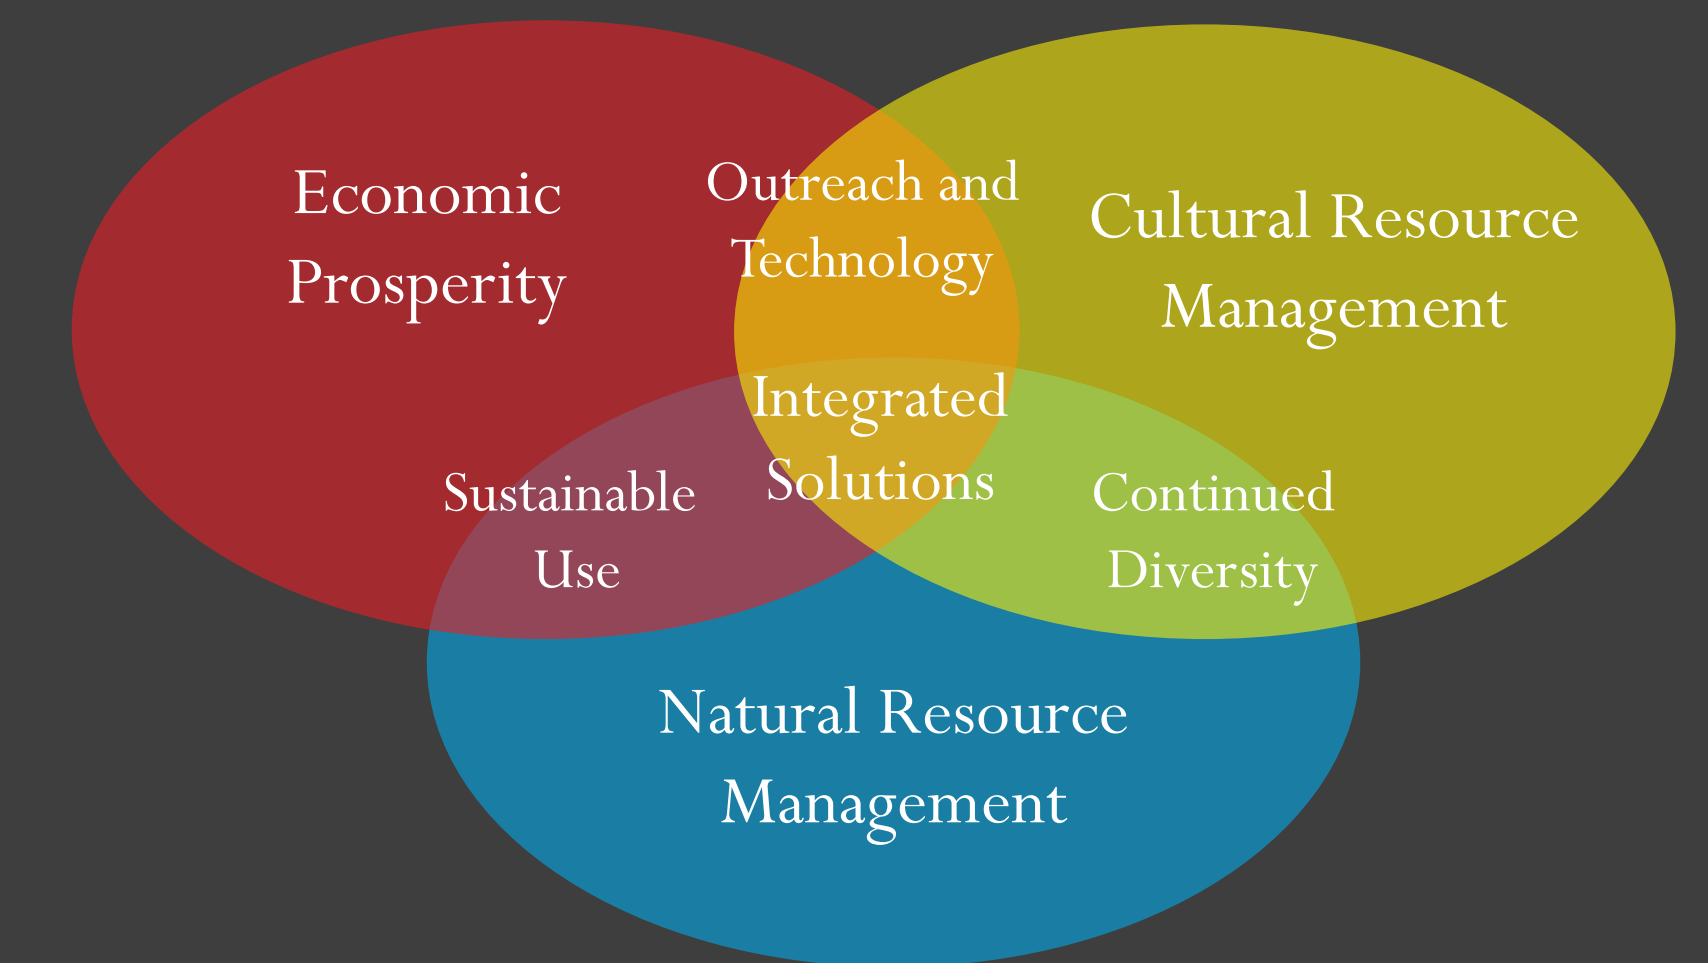 Economic
Prosperity
Outreach and
Technology
Cultural Resource
Management
Integrated
Solutions
Sustainable
Use
Continued
Diversity
Natural Resource
Management